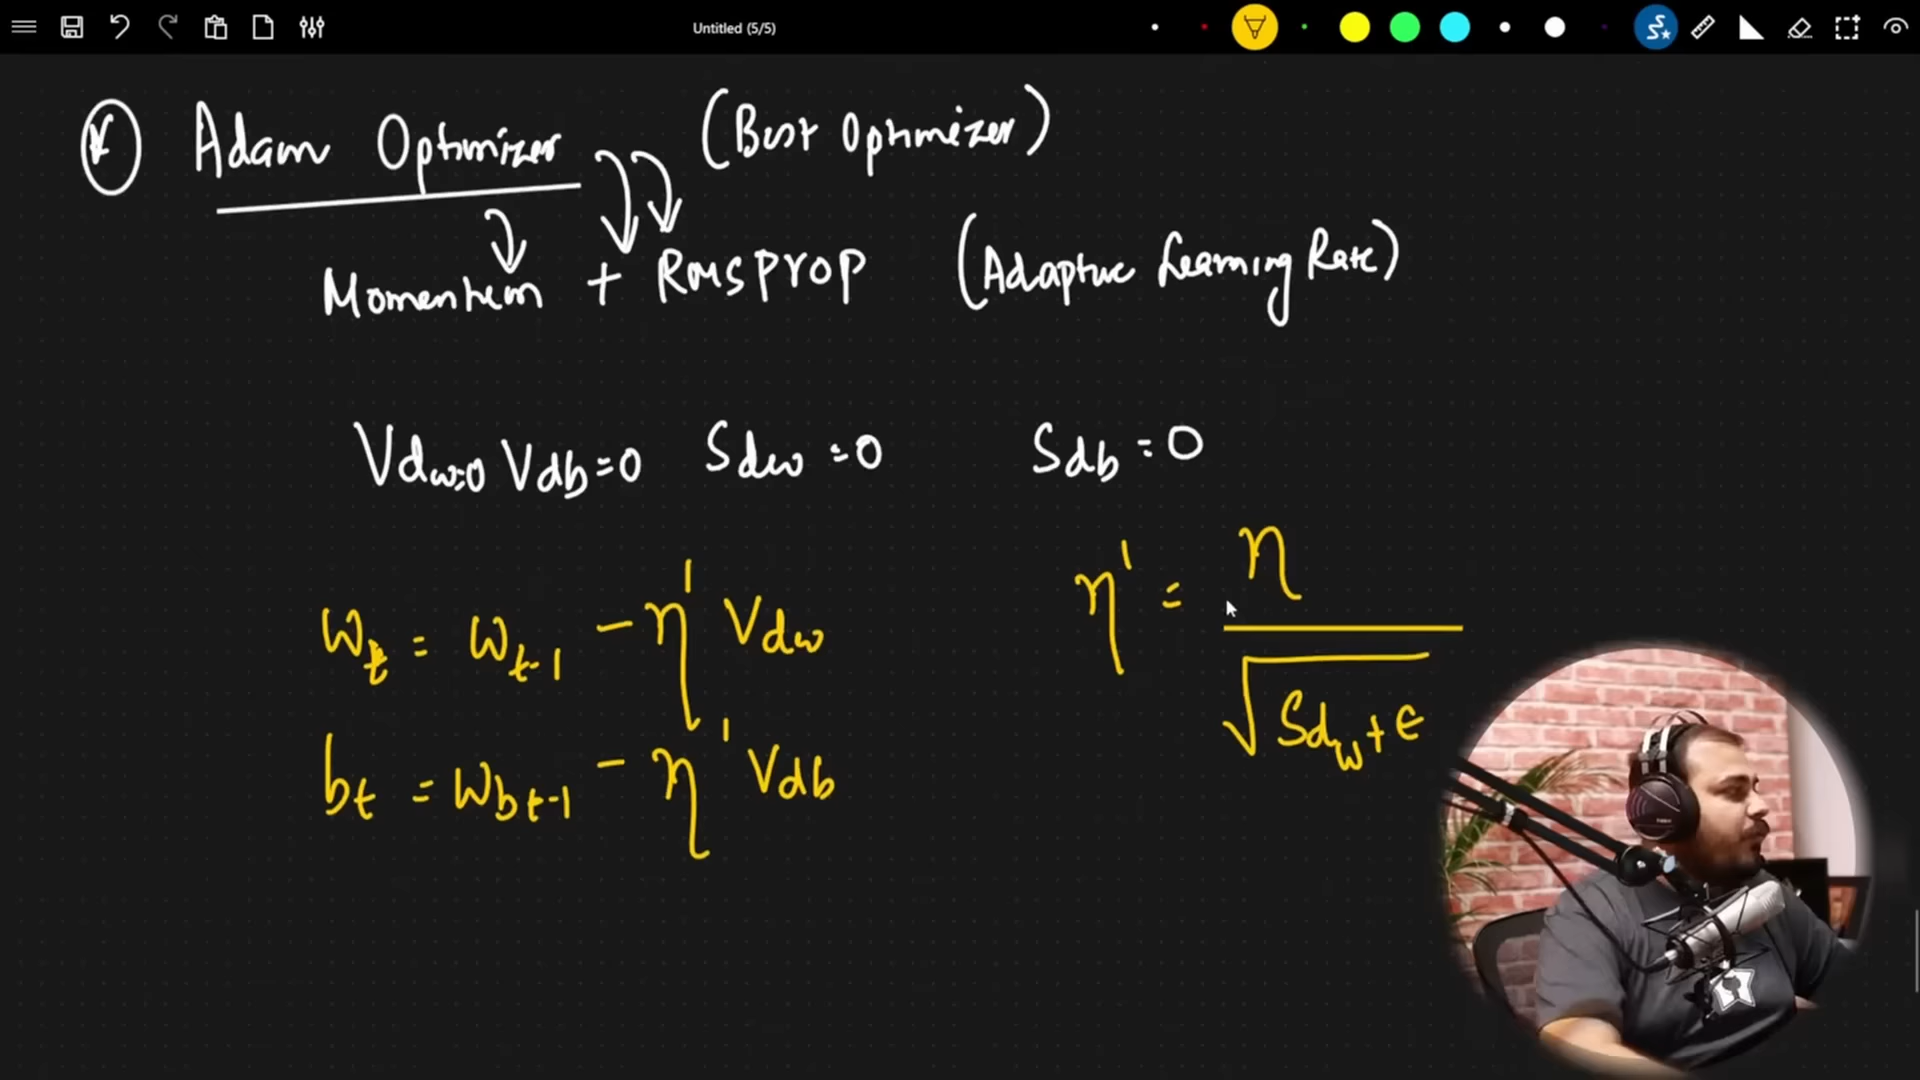 Untitled (5/5)
Adam Optimizer (Best Optimizer)
Momentum + RMSPROP (Adaptive Learning Rate)
Vdw=0 Vdb=0 Sdw=0 Sdb=0
η' = η / √(Sdw+ϵ)
wt = wt-1 - η' Vdw
bt = wbt-1 - η' Vdb